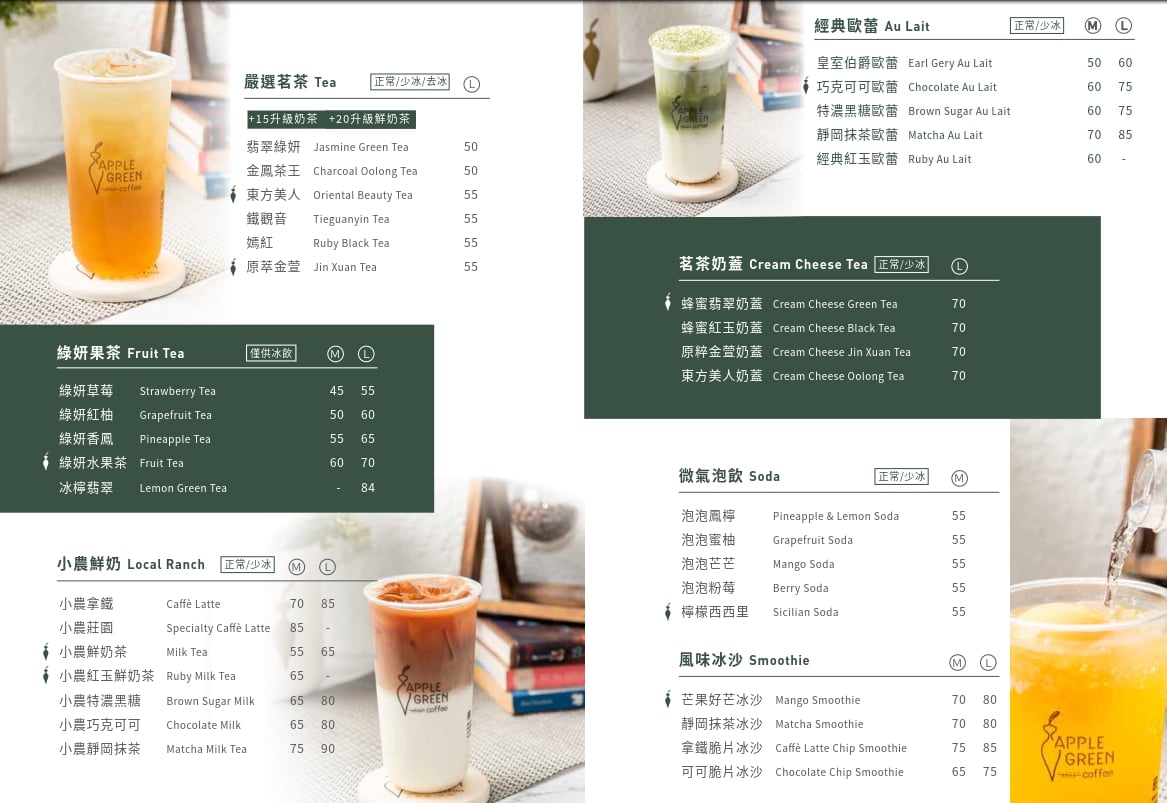 嚴選茗茶 Tea 正常/少冰/去冰 L
+15升級奶茶 +20升級鮮奶茶
翡翠綠妍 Jasmine Green Tea 50
金鳳茶王 Charcoal Oolong Tea 50
東方美人 Oriental Beauty Tea 55
鐵觀音 Tieguanyin Tea 55
嫣紅 Ruby Black Tea 55
原萃金萱 Jin Xuan Tea 55
APPLE
GREEN
coffee
綠妍果茶 Fruit Tea 僅供冰飲 M L
綠妍草莓 Strawberry Tea 45 55
綠妍紅柚 Grapefruit Tea 50 60
綠妍香鳳 Pineapple Tea 55 65
綠妍水果茶 Fruit Tea 60 70
冰檸翡翠 Lemon Green Tea - 84
小農鮮奶 Local Ranch 正常/少冰 M L
小農拿鐵 Caffè Latte 70 85
小農莊園 Specialty Caffè Latte 85 -
小農鮮奶茶 Milk Tea 55 65
小農紅玉鮮奶茶 Ruby Milk Tea 65 -
小農特濃黑糖 Brown Sugar Milk 65 80
小農巧克可可 Chocolate Milk 65 80
小農靜岡抹茶 Matcha Milk Tea 75 90
APPLE
GREEN
coffee
經典歐蕾 Au Lait 正常/少冰 M L
皇室伯爵歐蕾 Earl Gery Au Lait 50 60
巧克可可歐蕾 Chocolate Au Lait 60 75
特濃黑糖歐蕾 Brown Sugar Au Lait 60 75
靜岡抹茶歐蕾 Matcha Au Lait 70 85
經典紅玉歐蕾 Ruby Au Lait 60 -
APPLE
GREEN
coffee
茗茶奶蓋 Cream Cheese Tea 正常/少冰 L
蜂蜜翡翠奶蓋 Cream Cheese Green Tea 70
蜂蜜紅玉奶蓋 Cream Cheese Black Tea 70
原粹金萱奶蓋 Cream Cheese Jin Xuan Tea 70
東方美人奶蓋 Cream Cheese Oolong Tea 70
微氣泡飲 Soda 正常/少冰 M
泡泡鳳檸 Pineapple & Lemon Soda 55
泡泡蜜柚 Grapefruit Soda 55
泡泡芒芒 Mango Soda 55
泡泡粉莓 Berry Soda 55
檸檬西西里 Sicilian Soda 55
風味冰沙 Smoothie M L
芒果好芒冰沙 Mango Smoothie 70 80
靜岡抹茶冰沙 Matcha Smoothie 70 80
拿鐵脆片冰沙 Caffè Latte Chip Smoothie 75 85
可可脆片冰沙 Chocolate Chip Smoothie 65 75
APPLE
GREEN
coffee